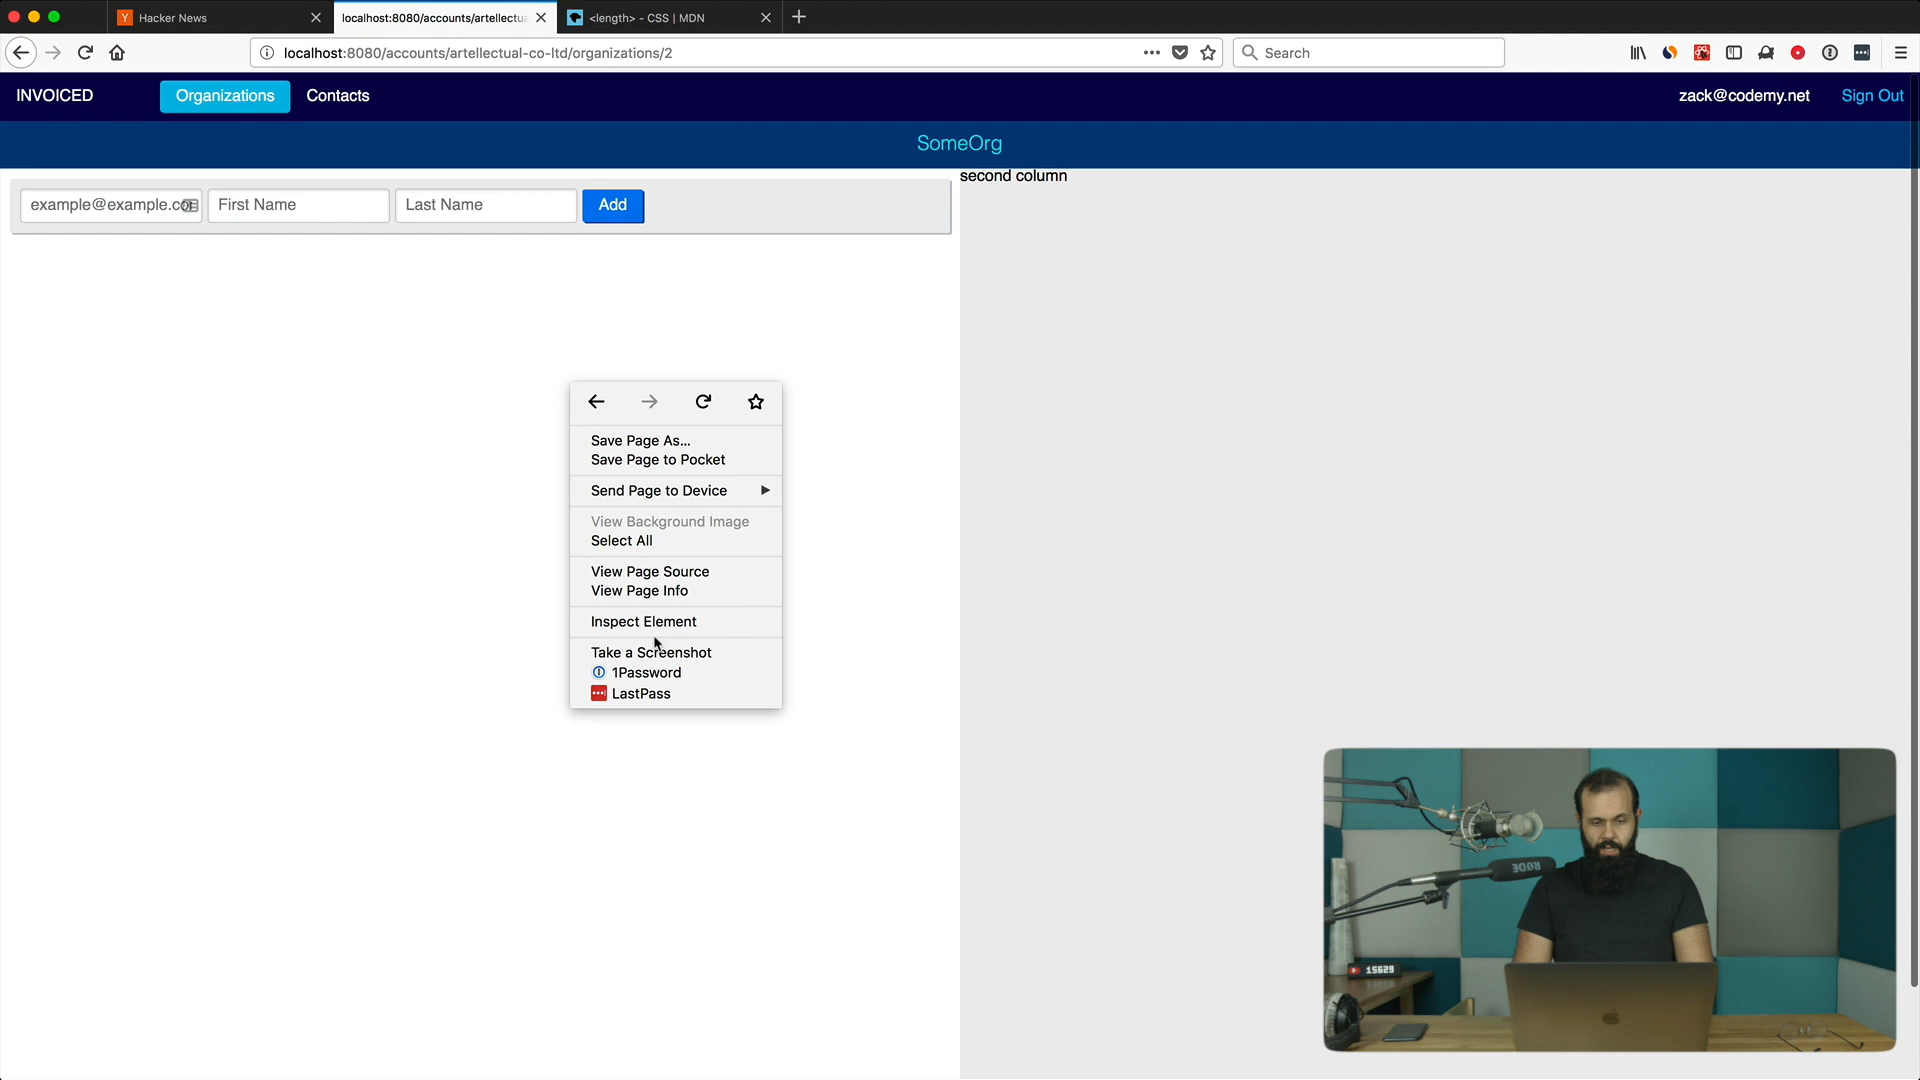 Hacker News
localhost:8080/accounts/artellectua
<length> - CSS | MDN
localhost:8080/accounts/artellectual-co-ltd/organizations/2
Search
INVOICED
Organizations
Contacts
zack@codemy.net
Sign Out
SomeOrg
second column
example@example.co
First Name
Last Name
Add
Save Page As...
Save Page to Pocket
Send Page to Device
View Background Image
Select All
View Page Source
View Page Info
Inspect Element
Take a Screenshot
1Password
LastPass
RØDE
15629